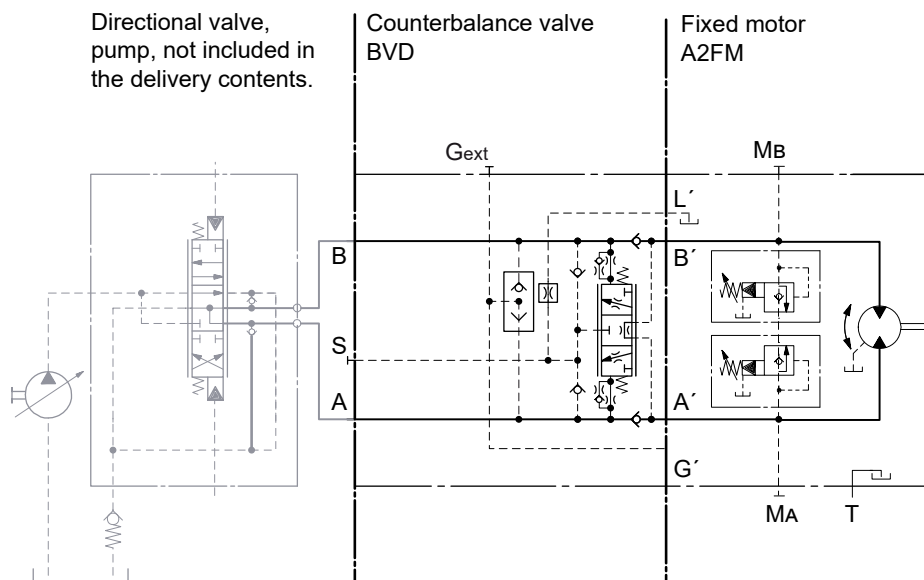 Directional valve,
pump, not included in
the delivery contents.
Counterbalance valve
BVD
Fixed motor
A2FM
Gext
MB
L´
B
B´
S
A
A´
G´
MA
T